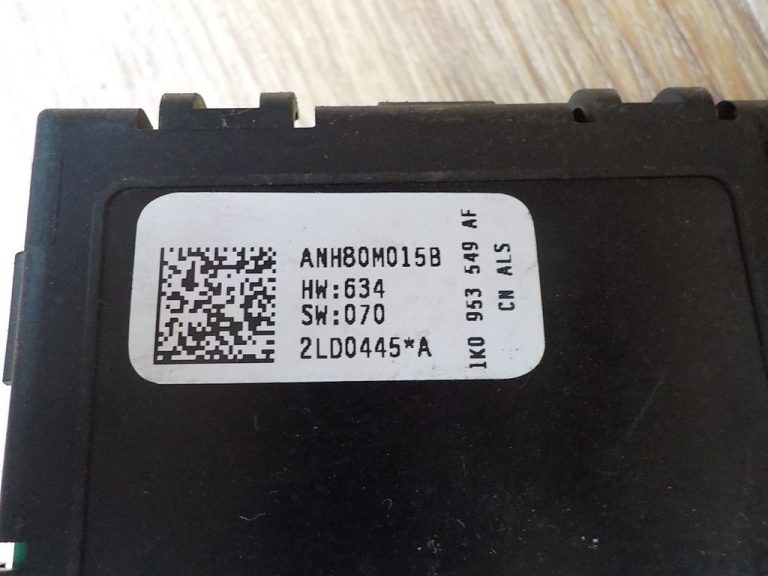 ANH80M015B
HW:634
SW:070
2LD0445*A
1K0 953 549 AF
CN ALS